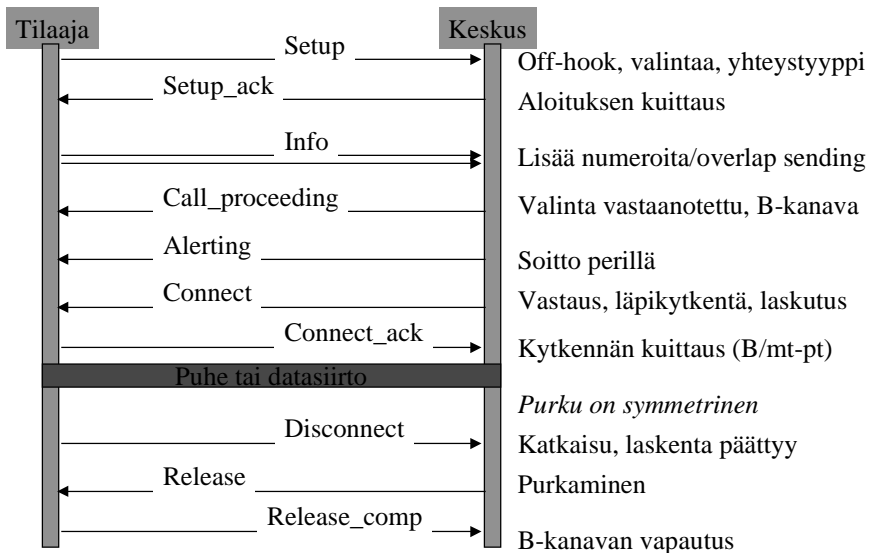 Tilaaja Keskus
Setup Off-hook, valintaa, yhteystyyppi
Setup_ack Aloituksen kuittaus
Info Lisää numeroita/overlap sending
Call_proceeding Valinta vastaanotettu, B-kanava
Alerting Soitto perillä
Connect Vastaus, läpikytkentä, laskutus
Connect_ack Kytkennän kuittaus (B/mt-pt)
Puhe tai datasiirto
Purku on symmetrinen
Disconnect Katkaisu, laskenta päättyy
Release Purkaminen
Release_comp B-kanavan vapautus